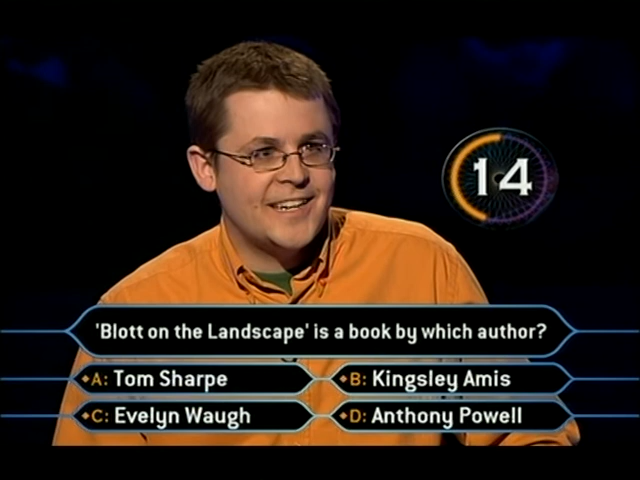 14
'Blott on the Landscape' is a book by which author?
A: Tom Sharpe
B: Kingsley Amis
C: Evelyn Waugh
D: Anthony Powell